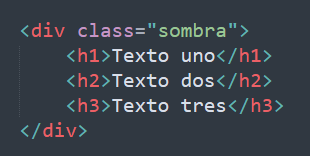 <div class="sombra">
    <h1>Texto uno</h1>
    <h2>Texto dos</h2>
    <h3>Texto tres</h3>
</div>